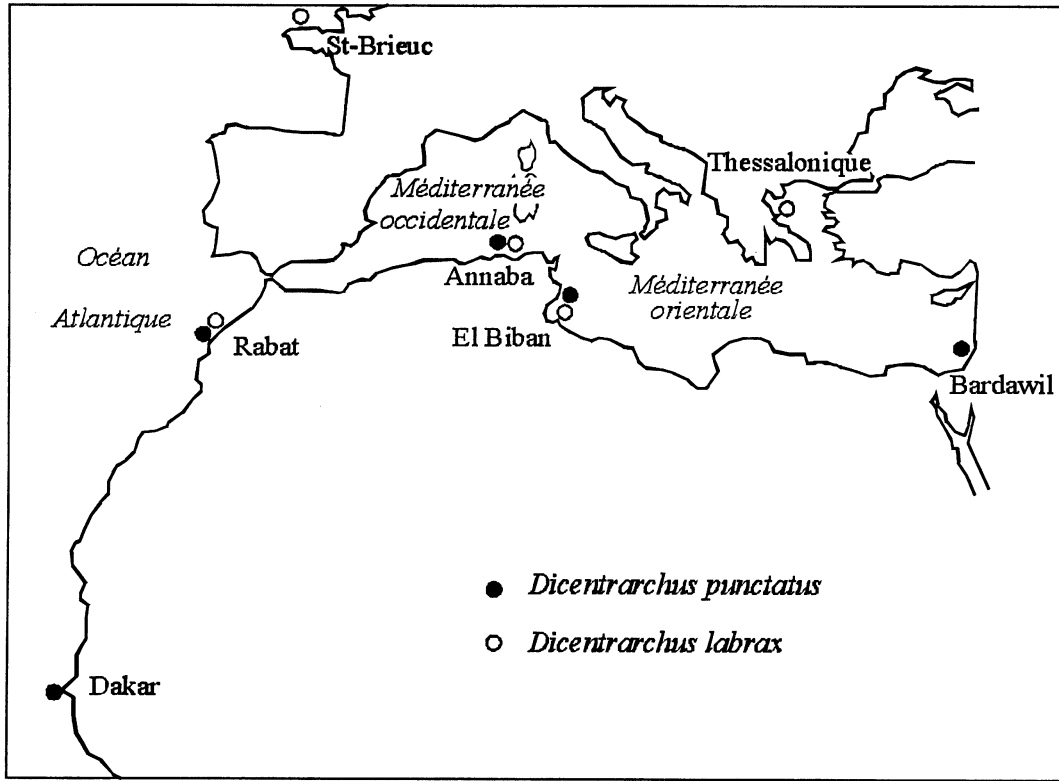 St-Brieuc
Thessalonique
Méditerranée
occidentale
Océan
Annaba
Méditerranée
orientale
Atlantique
Rabat
El Biban
Bardawil
Dicentrarchus punctatus
Dicentrarchus labrax
Dakar